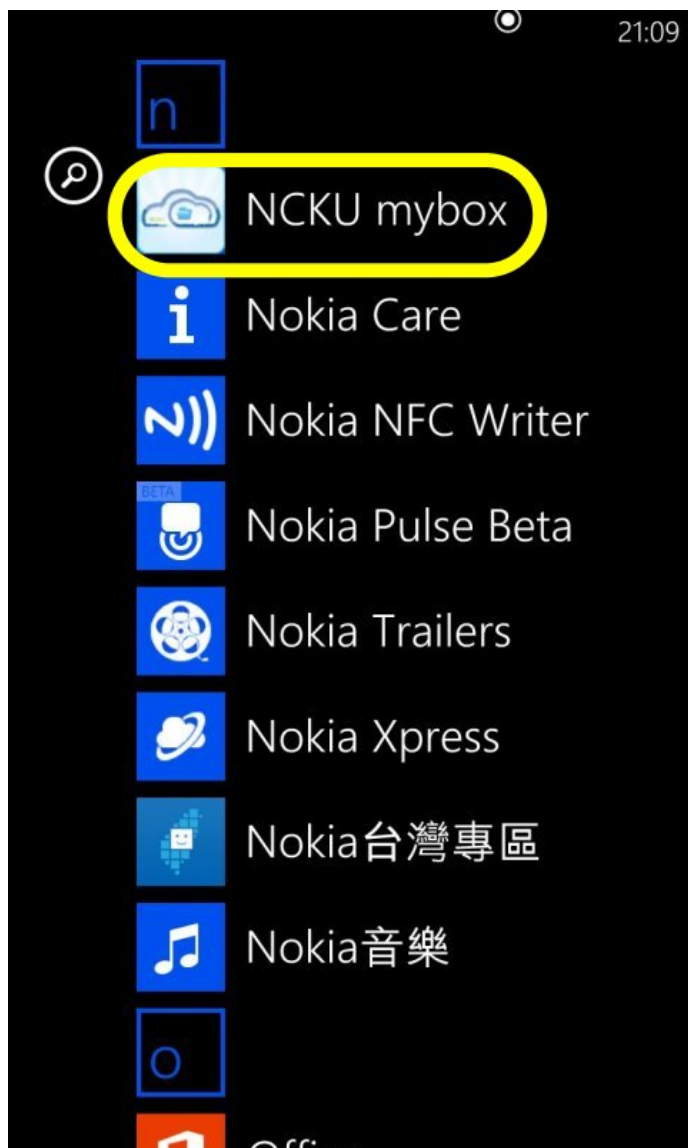 21:09
n
NCKU mybox
Nokia Care
Nokia NFC Writer
BETA
Nokia Pulse Beta
Nokia Trailers
Nokia Xpress
Nokia台灣專區
Nokia音樂
o
Office